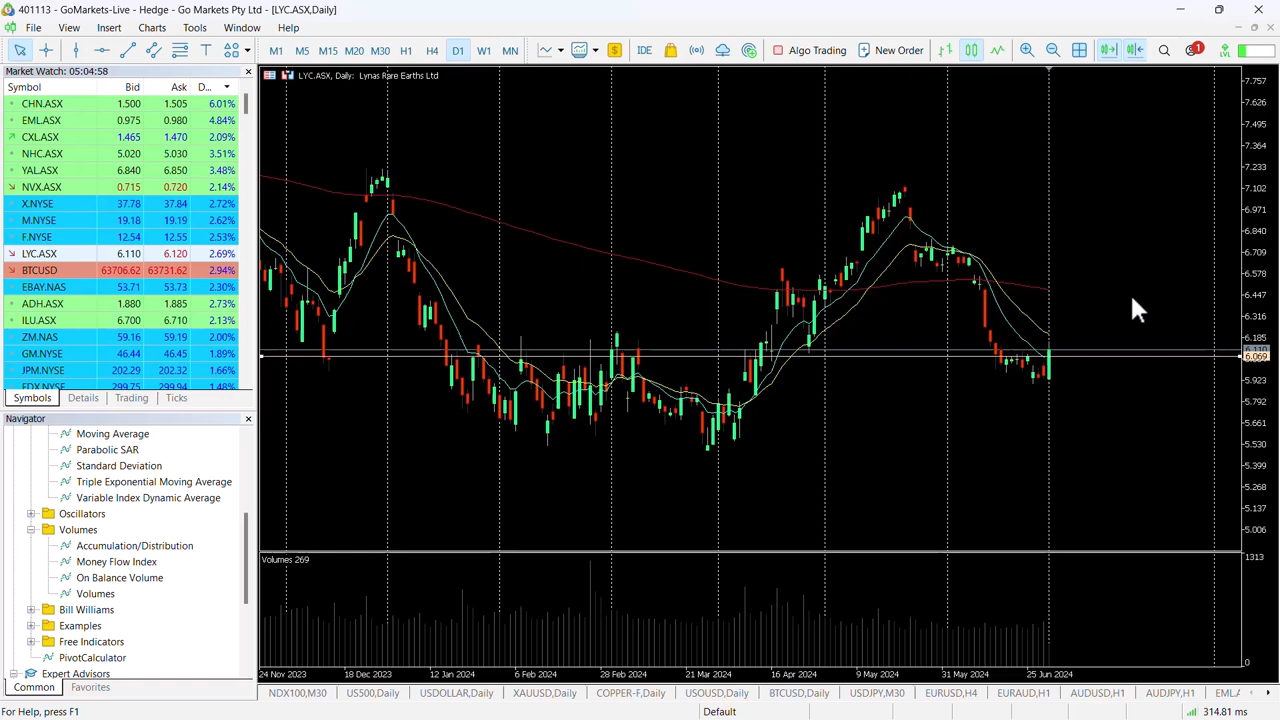 401113 - GoMarkets-Live - Hedge - Go Markets Pty Ltd - [LYC.ASX,Daily]
File View Insert Charts Tools Window Help
M1 M5 M15 M20 M30 H1 H4 D1 W1 MN $ IDE Algo Trading New Order 1 LVL
Market Watch: 05:04:58
Symbol Bid Ask D...
CHN.ASX 1.500 1.505 6.01%
EML.ASX 0.975 0.980 4.84%
CXL.ASX 1.465 1.470 2.09%
NHC.ASX 5.020 5.030 3.51%
YAL.ASX 6.840 6.850 3.48%
NVX.ASX 0.715 0.720 2.14%
X.NYSE 37.78 37.84 2.72%
M.NYSE 19.18 19.19 2.62%
F.NYSE 12.54 12.55 2.53%
LYC.ASX 6.110 6.120 2.69%
BTCUSD 63706.62 63731.62 2.94%
EBAY.NAS 53.71 53.73 2.30%
ADH.ASX 1.880 1.885 2.73%
ILU.ASX 6.700 6.710 2.13%
ZM.NAS 59.16 59.19 2.00%
GM.NYSE 46.44 46.45 1.89%
JPM.NYSE 202.29 202.32 1.66%
FDX.NYSE 299.75 299.94 1.48%
Symbols Details Trading Ticks
Navigator
Moving Average
Parabolic SAR
Standard Deviation
Triple Exponential Moving Average
Variable Index Dynamic Average
Oscillators
Volumes
Accumulation/Distribution
Money Flow Index
On Balance Volume
Volumes
Bill Williams
Examples
Free Indicators
PivotCalculator
Expert Advisors
Common Favorites
LYC.ASX, Daily: Lynas Rare Earths Ltd
7.757
7.626
7.495
7.364
7.233
7.102
6.971
6.840
6.709
6.578
6.447
6.316
6.185
6.110
6.069
5.923
5.792
5.661
5.530
5.399
5.268
5.137
5.006
Volumes 269
1313
0
24 Nov 2023 18 Dec 2023 12 Jan 2024 6 Feb 2024 28 Feb 2024 21 Mar 2024 16 Apr 2024 9 May 2024 31 May 2024 25 Jun 2024
NDX100,M30 US500,Daily USDOLLAR,Daily XAUUSD,Daily COPPER-F,Daily USOUSD,Daily BTCUSD,Daily USDJPY,M30 EURUSD,H4 EURAUD,H1 AUDUSD,H1 AUDJPY,H1 EML.A
For Help, press F1 Default 314.81 ms